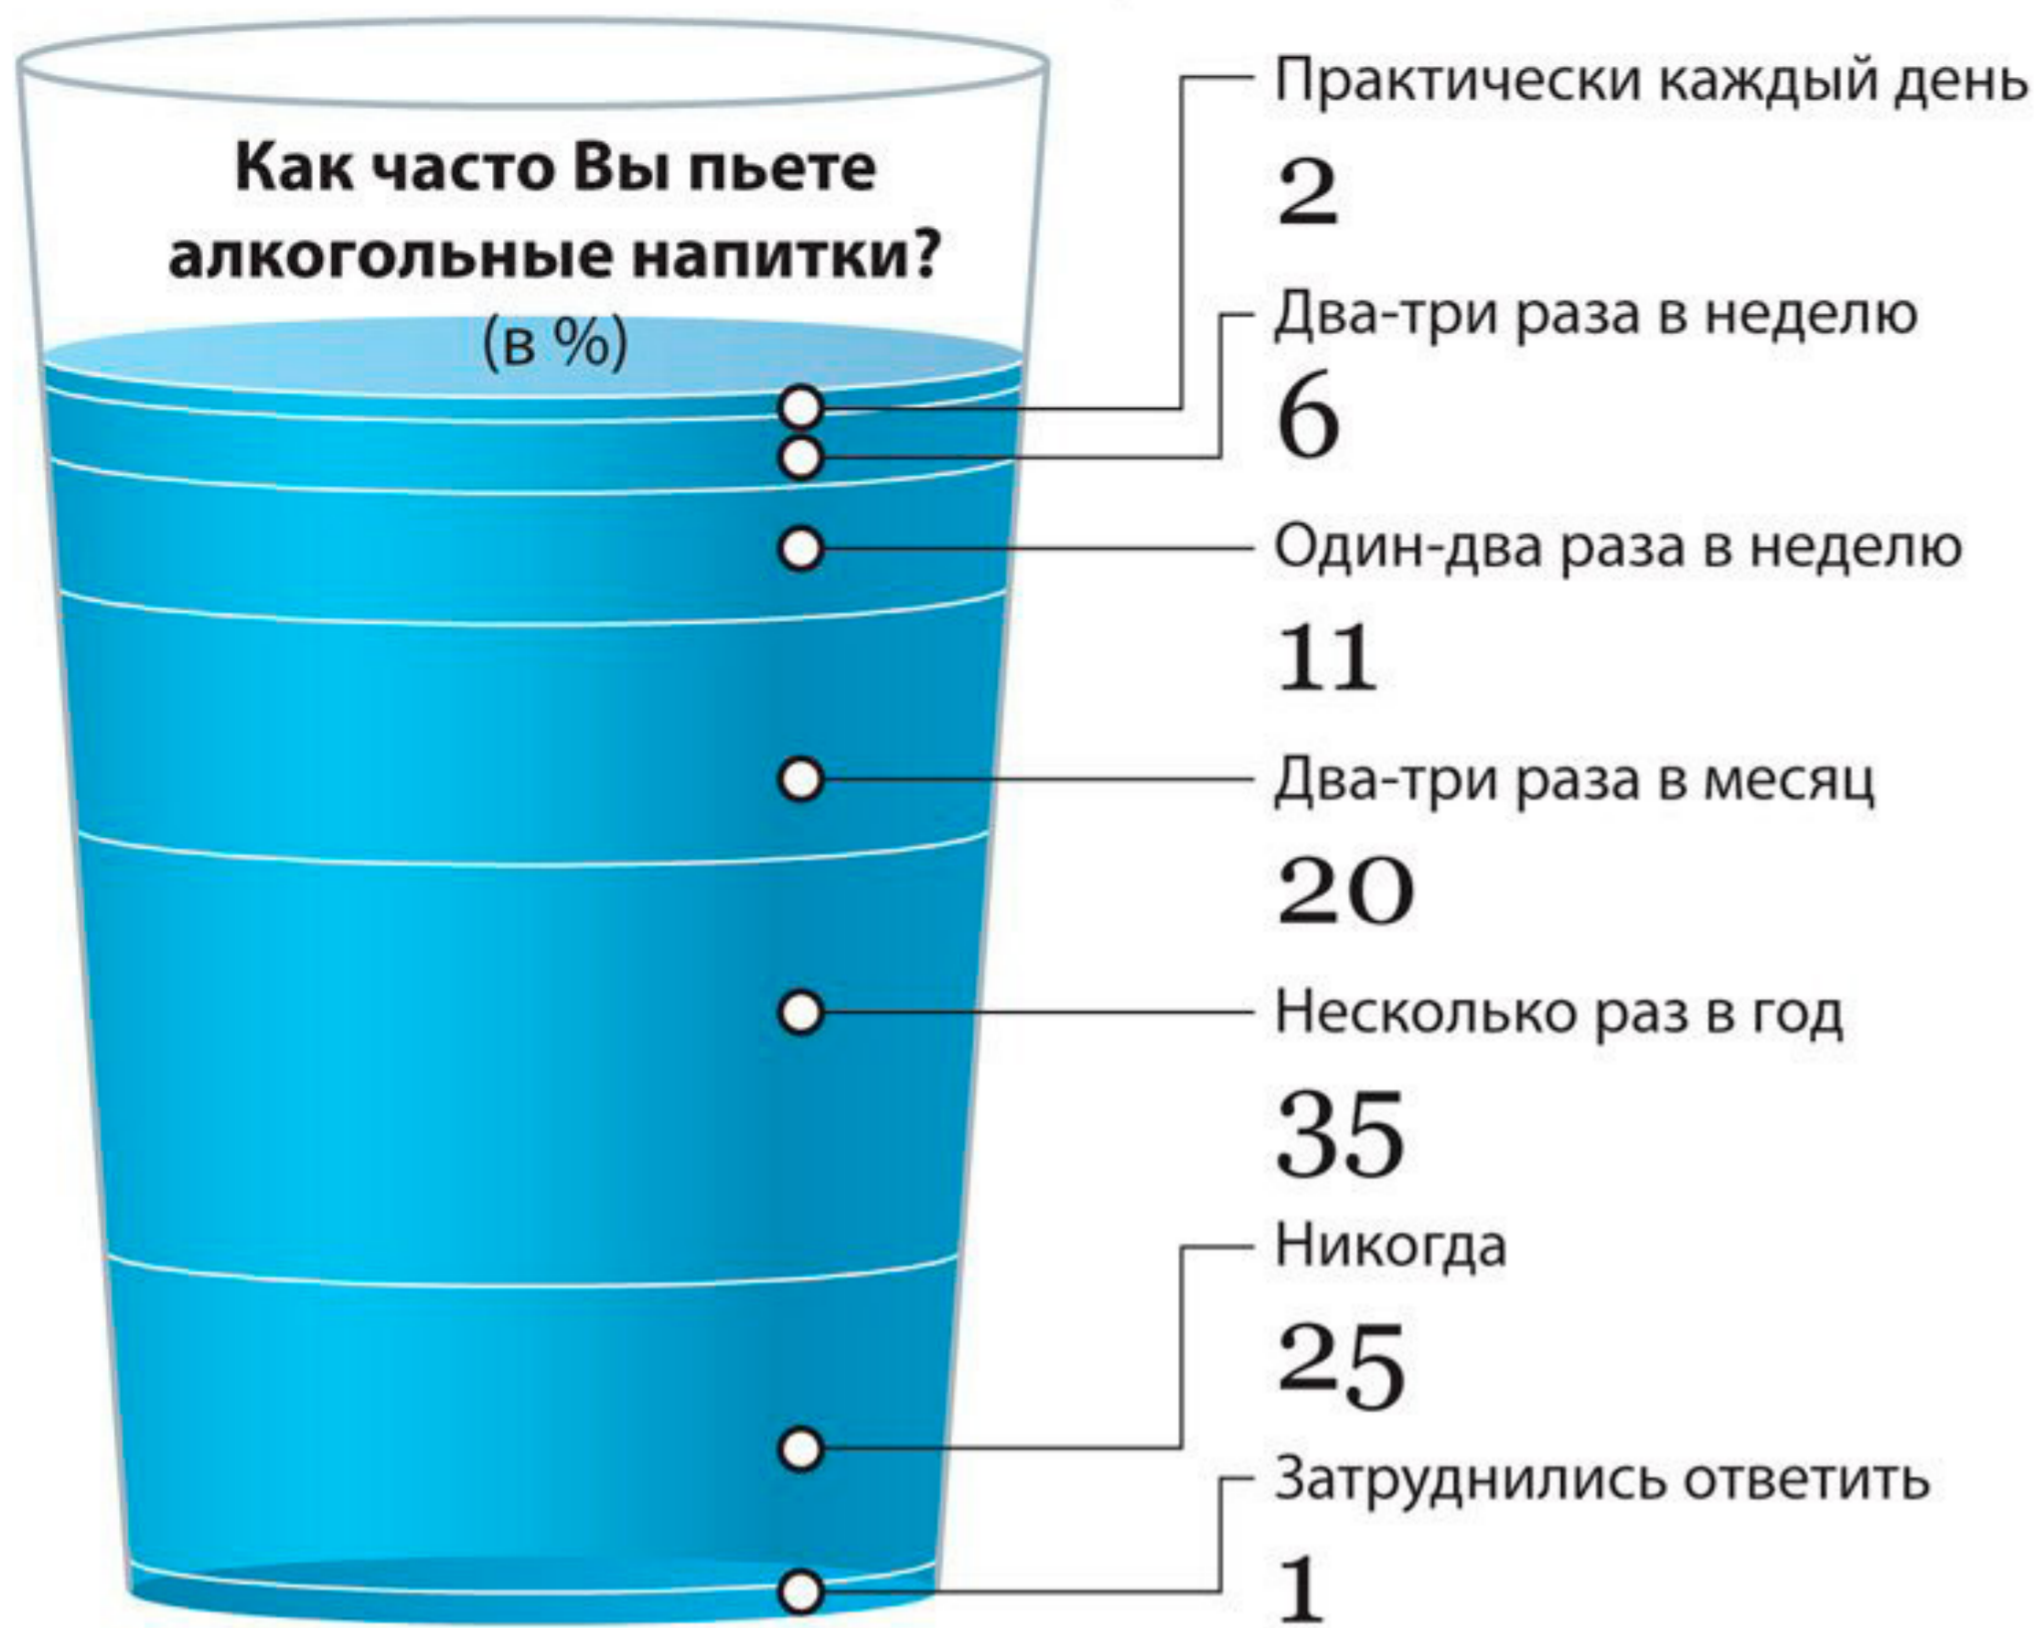 Как часто Вы пьете
алкогольные напитки?
(в %)
Практически каждый день
2
Два-три раза в неделю
6
Один-два раза в неделю
11
Два-три раза в месяц
20
Несколько раз в год
35
Никогда
25
Затруднились ответить
1